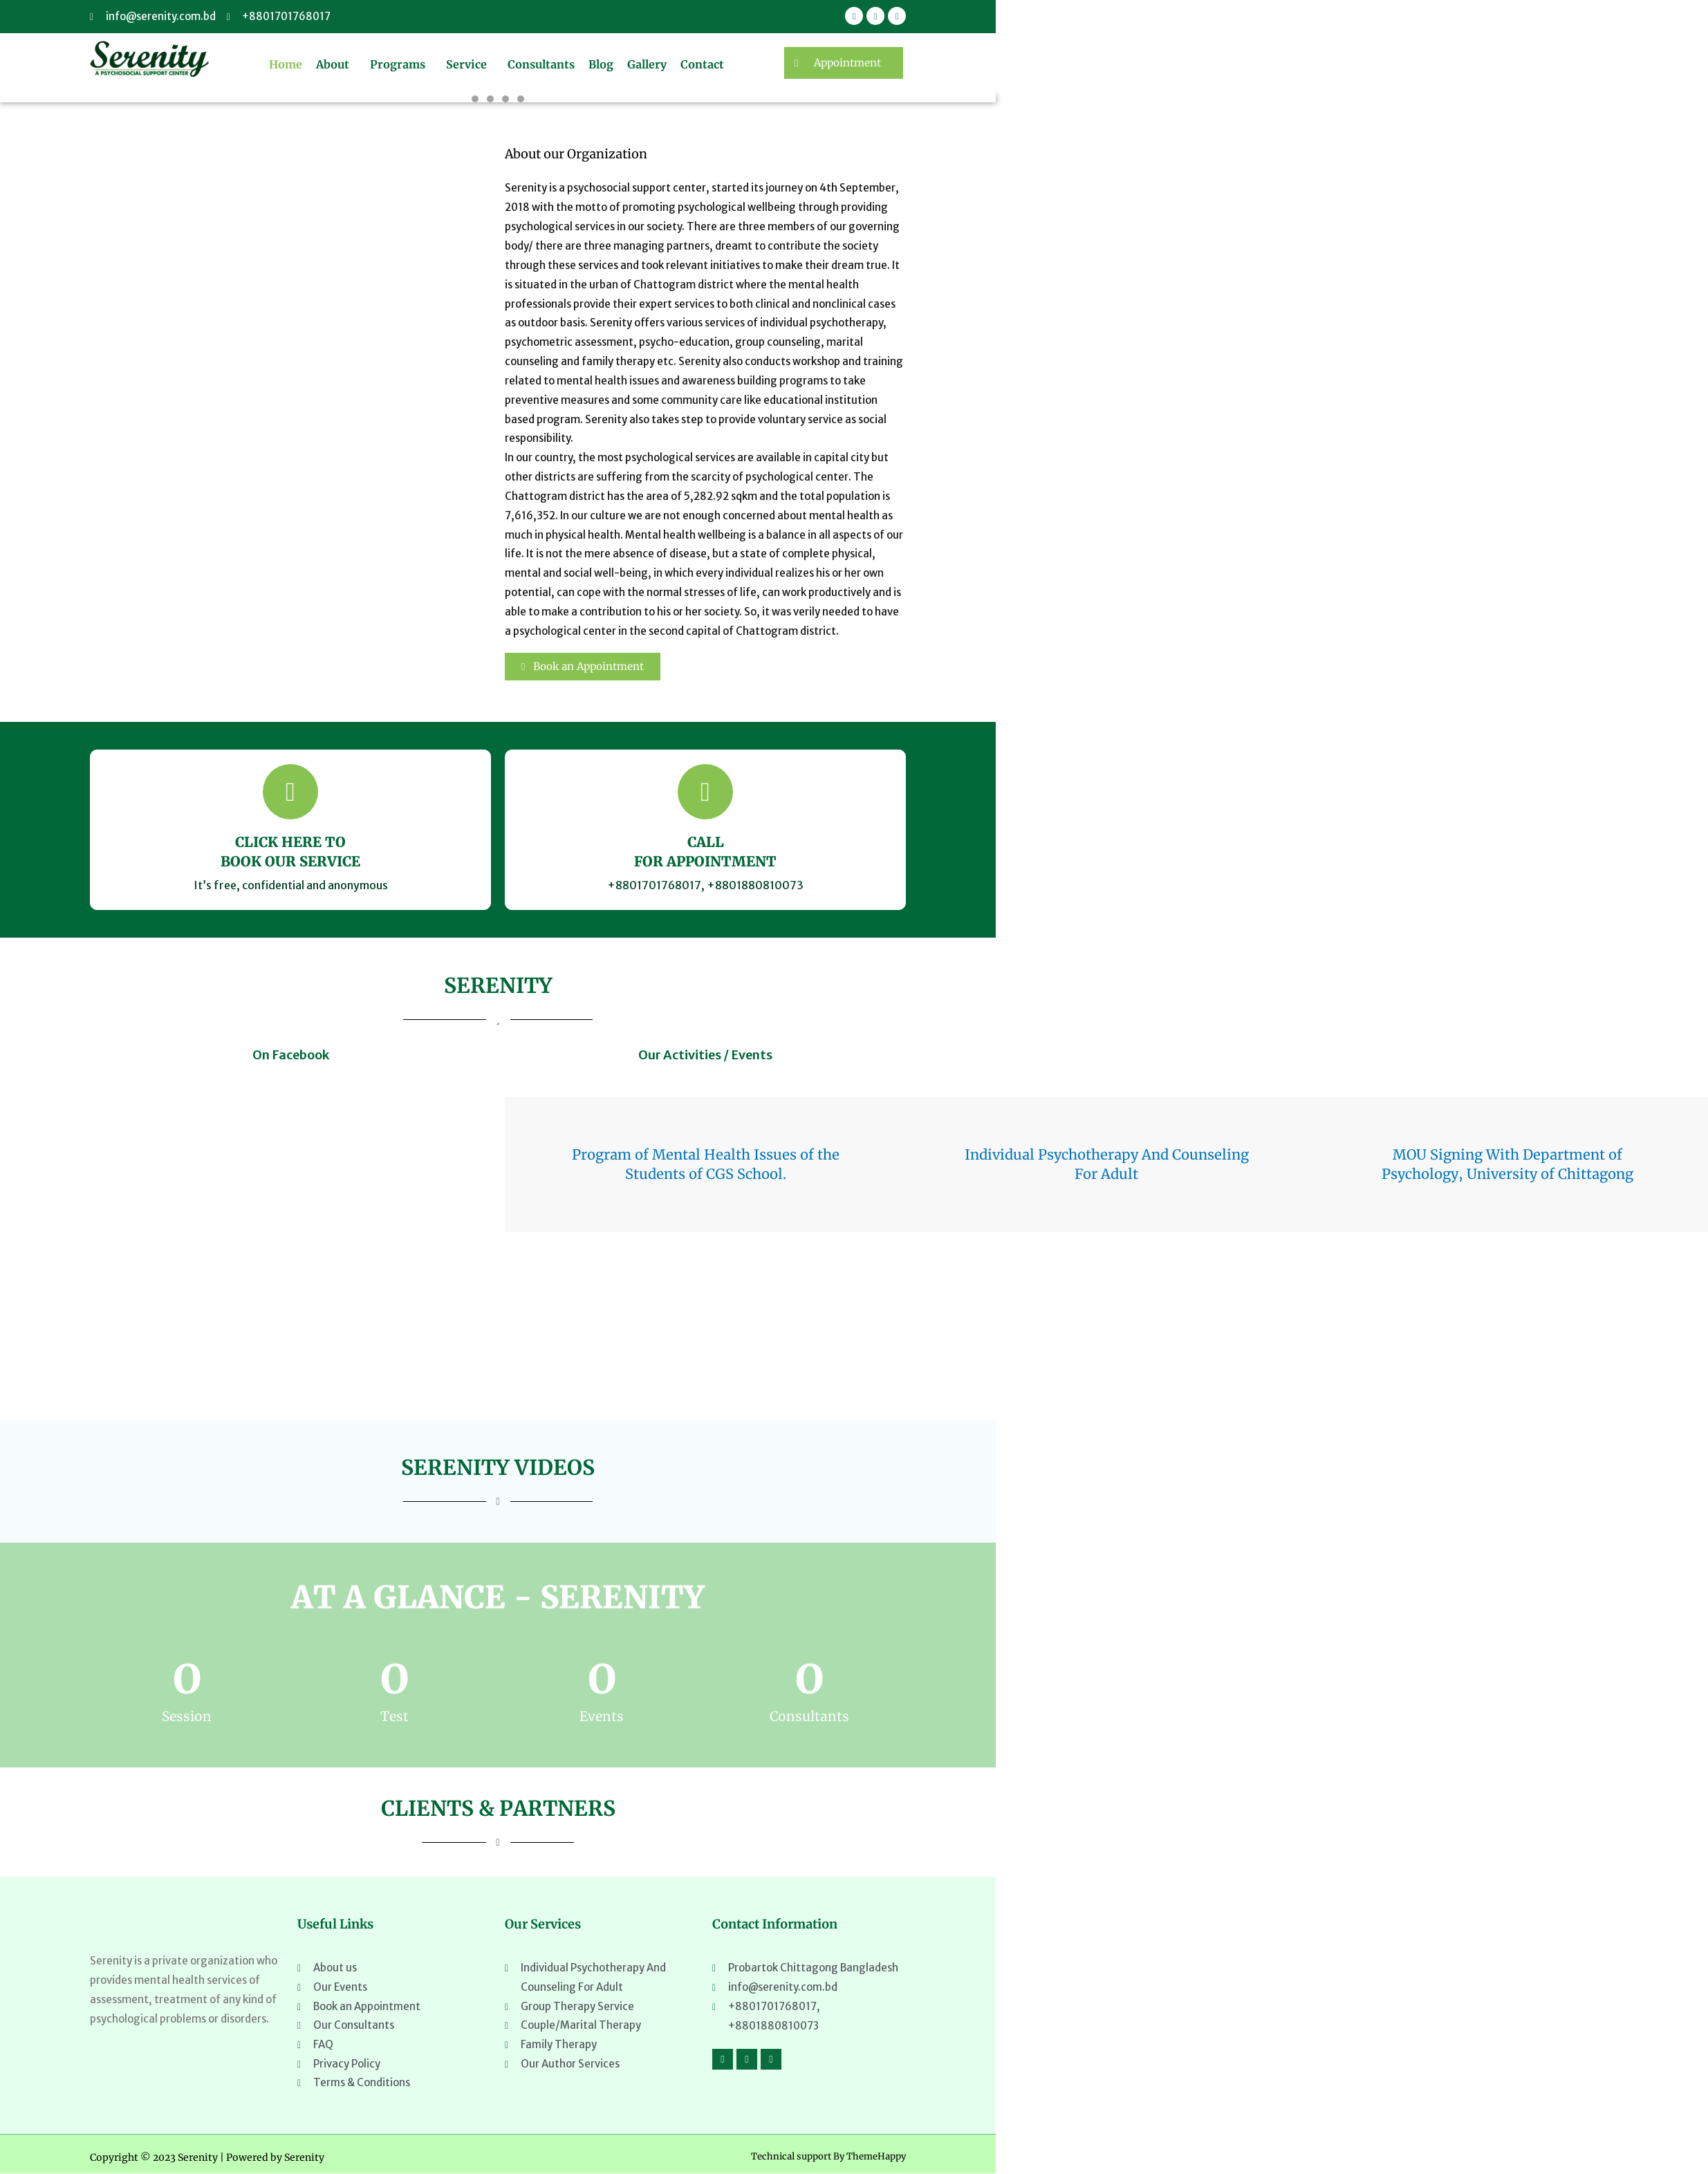 info@serenity.com.bd +8801701768017
Serenity
A PSYCHOSOCIAL SUPPORT CENTER
Home About Programs Service Consultants Blog Gallery Contact
Appointment
About our Organization
Serenity is a psychosocial support center, started its journey on 4th September,
2018 with the motto of promoting psychological wellbeing through providing
psychological services in our society. There are three members of our governing
body/ there are three managing partners, dreamt to contribute the society
through these services and took relevant initiatives to make their dream true. It
is situated in the urban of Chattogram district where the mental health
professionals provide their expert services to both clinical and nonclinical cases
as outdoor basis. Serenity offers various services of individual psychotherapy,
psychometric assessment, psycho-education, group counseling, marital
counseling and family therapy etc. Serenity also conducts workshop and training
related to mental health issues and awareness building programs to take
preventive measures and some community care like educational institution
based program. Serenity also takes step to provide voluntary service as social
responsibility.
In our country, the most psychological services are available in capital city but
other districts are suffering from the scarcity of psychological center. The
Chattogram district has the area of 5,282.92 sqkm and the total population is
7,616,352. In our culture we are not enough concerned about mental health as
much in physical health. Mental health wellbeing is a balance in all aspects of our
life. It is not the mere absence of disease, but a state of complete physical,
mental and social well-being, in which every individual realizes his or her own
potential, can cope with the normal stresses of life, can work productively and is
able to make a contribution to his or her society. So, it was verily needed to have
a psychological center in the second capital of Chattogram district.
Book an Appointment
CLICK HERE TO
BOOK OUR SERVICE
It's free, confidential and anonymous
CALL
FOR APPOINTMENT
+8801701768017, +8801880810073
SERENITY
On Facebook
Our Activities / Events
Program of Mental Health Issues of the
Students of CGS School.
Individual Psychotherapy And Counseling
For Adult
MOU Signing With Department of
Psychology, University of Chittagong
SERENITY VIDEOS
AT A GLANCE - SERENITY
0 0 0 0
Session Test Events Consultants
CLIENTS & PARTNERS
Serenity is a private organization who
provides mental health services of
assessment, treatment of any kind of
psychological problems or disorders.
Useful Links
About us
Our Events
Book an Appointment
Our Consultants
FAQ
Privacy Policy
Terms & Conditions
Our Services
Individual Psychotherapy And
Counseling For Adult
Group Therapy Service
Couple/Marital Therapy
Family Therapy
Our Author Services
Contact Information
Probartok Chittagong Bangladesh
info@serenity.com.bd
+8801701768017,
+8801880810073
Copyright © 2023 Serenity | Powered by Serenity
Technical support By ThemeHappy